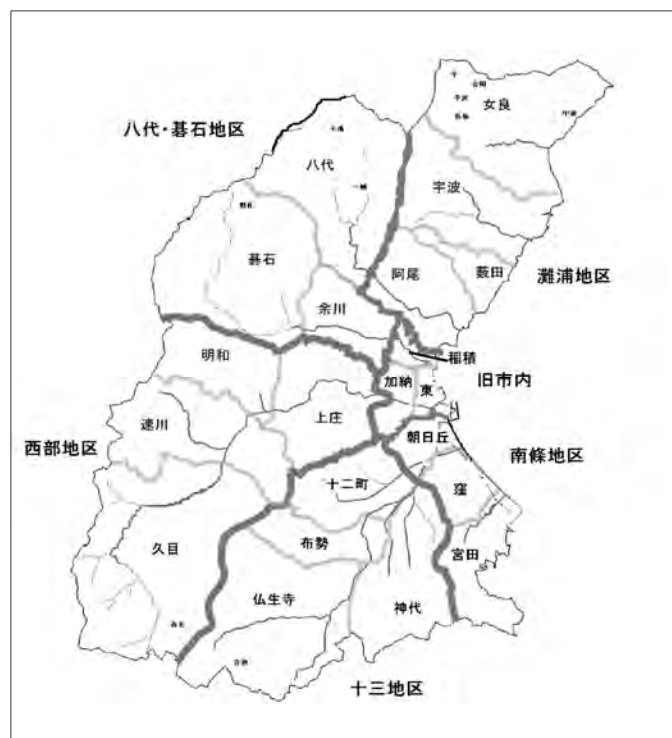 女良
八代・碁石地区
八代
宇波
碁石
阿尾
薮田
灘浦地区
余川
稲積
明和
加納
東
旧市内
上庄
速川
朝日丘
西部地区
南條地区
十二町
窪
布勢
久目
宮田
仏生寺
神代
十三地区